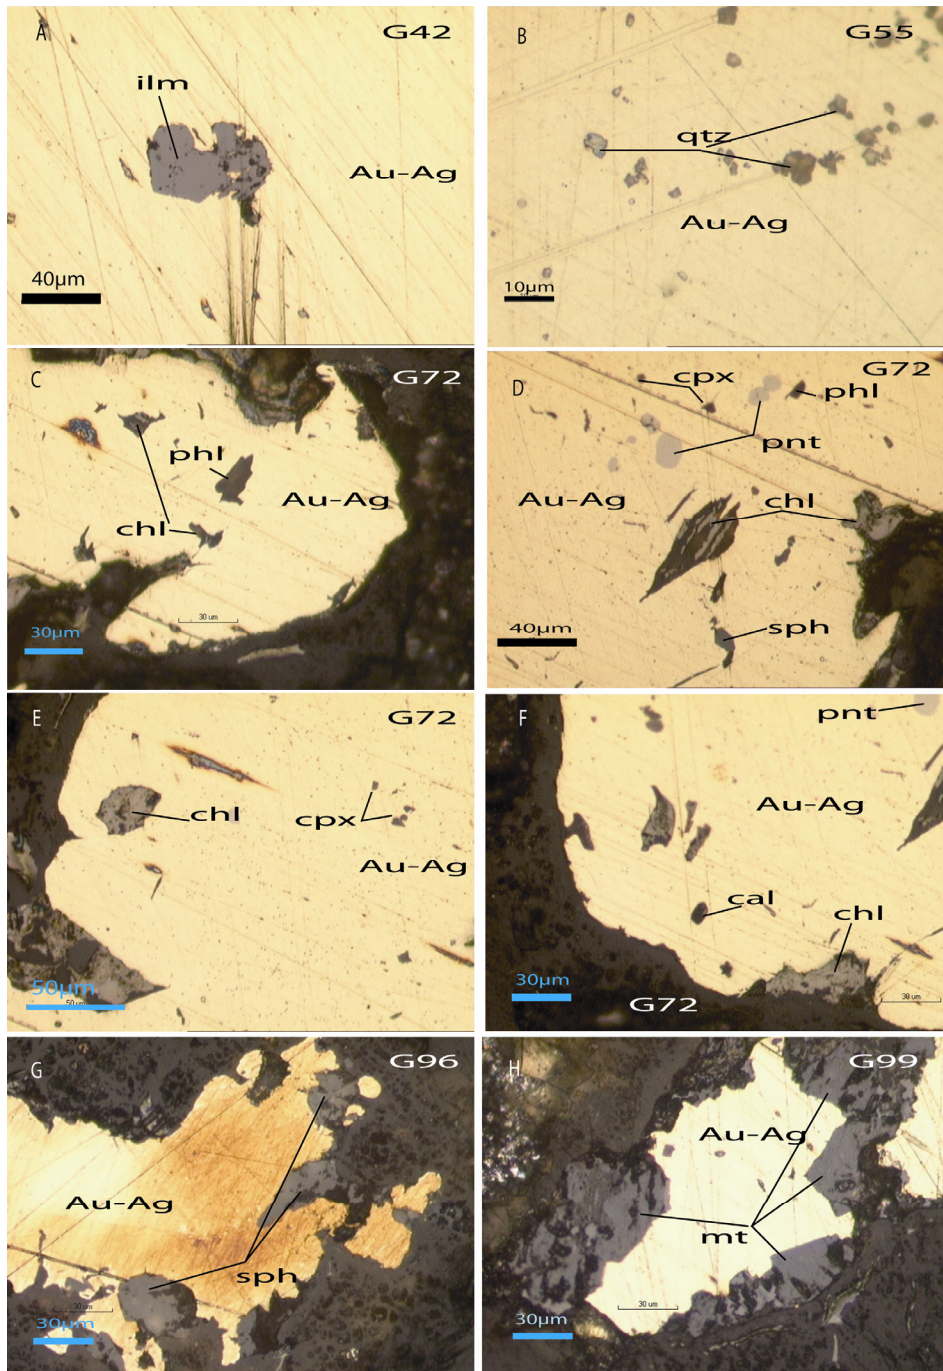 A
G42
ilm
Au-Ag
40µm
B
G55
qtz
Au-Ag
10µm
C
G72
phl
Au-Ag
chl
30 um
30µm
D
G72
cpx
phl
pnt
Au-Ag
chl
sph
40µm
E
G72
chl
cpx
Au-Ag
50µm
50 um
F
pnt
Au-Ag
cal
chl
30µm
30 um
G72
G
G96
Au-Ag
sph
30 um
30µm
H
G99
Au-Ag
mt
30 um
30µm